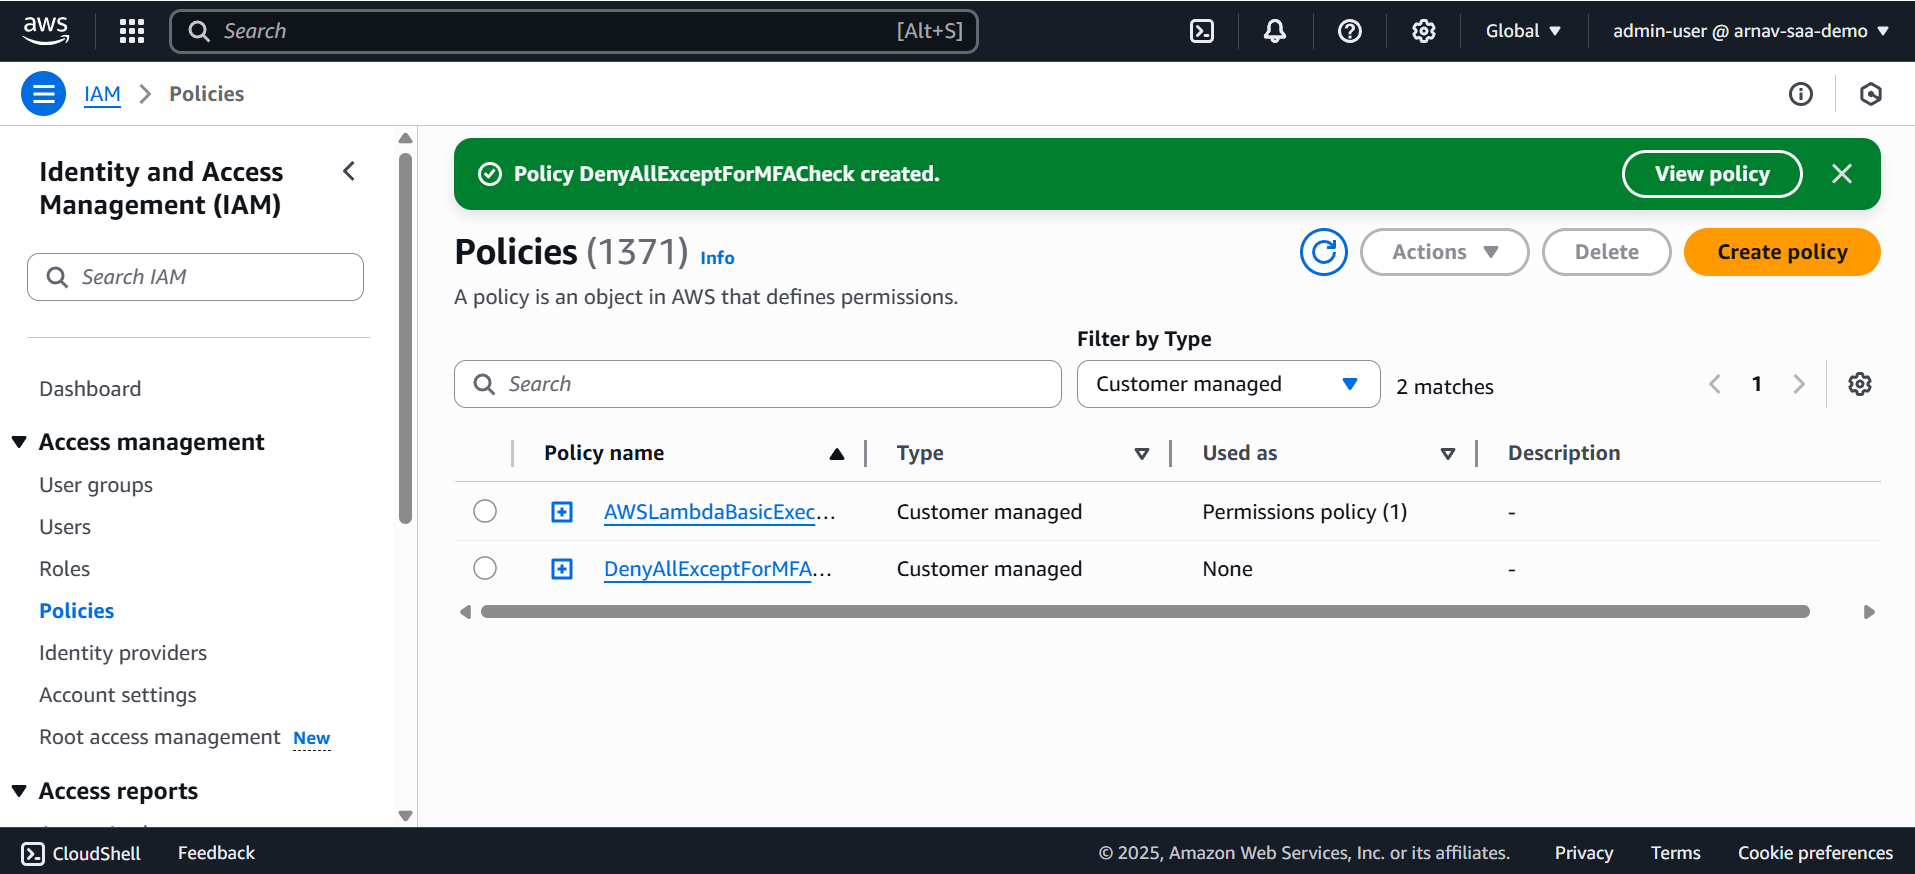 aws
Search
[Alt+S]
Global
admin-user @ arnav-saa-demo
IAM
Policies
Identity and Access
Management (IAM)
Search IAM
Dashboard
Access management
User groups
Users
Roles
Policies
Identity providers
Account settings
Root access management New
Access reports
Policy DenyAllExceptForMFACheck created.
View policy
Policies (1371) Info
Actions
Delete
Create policy
A policy is an object in AWS that defines permissions.
Filter by Type
Search
Customer managed
2 matches
1
Policy name Type Used as Description
AWSLambdaBasicExec... Customer managed Permissions policy (1) -
DenyAllExceptForMFA... Customer managed None -
CloudShell
Feedback
© 2025, Amazon Web Services, Inc. or its affiliates.
Privacy
Terms
Cookie preferences